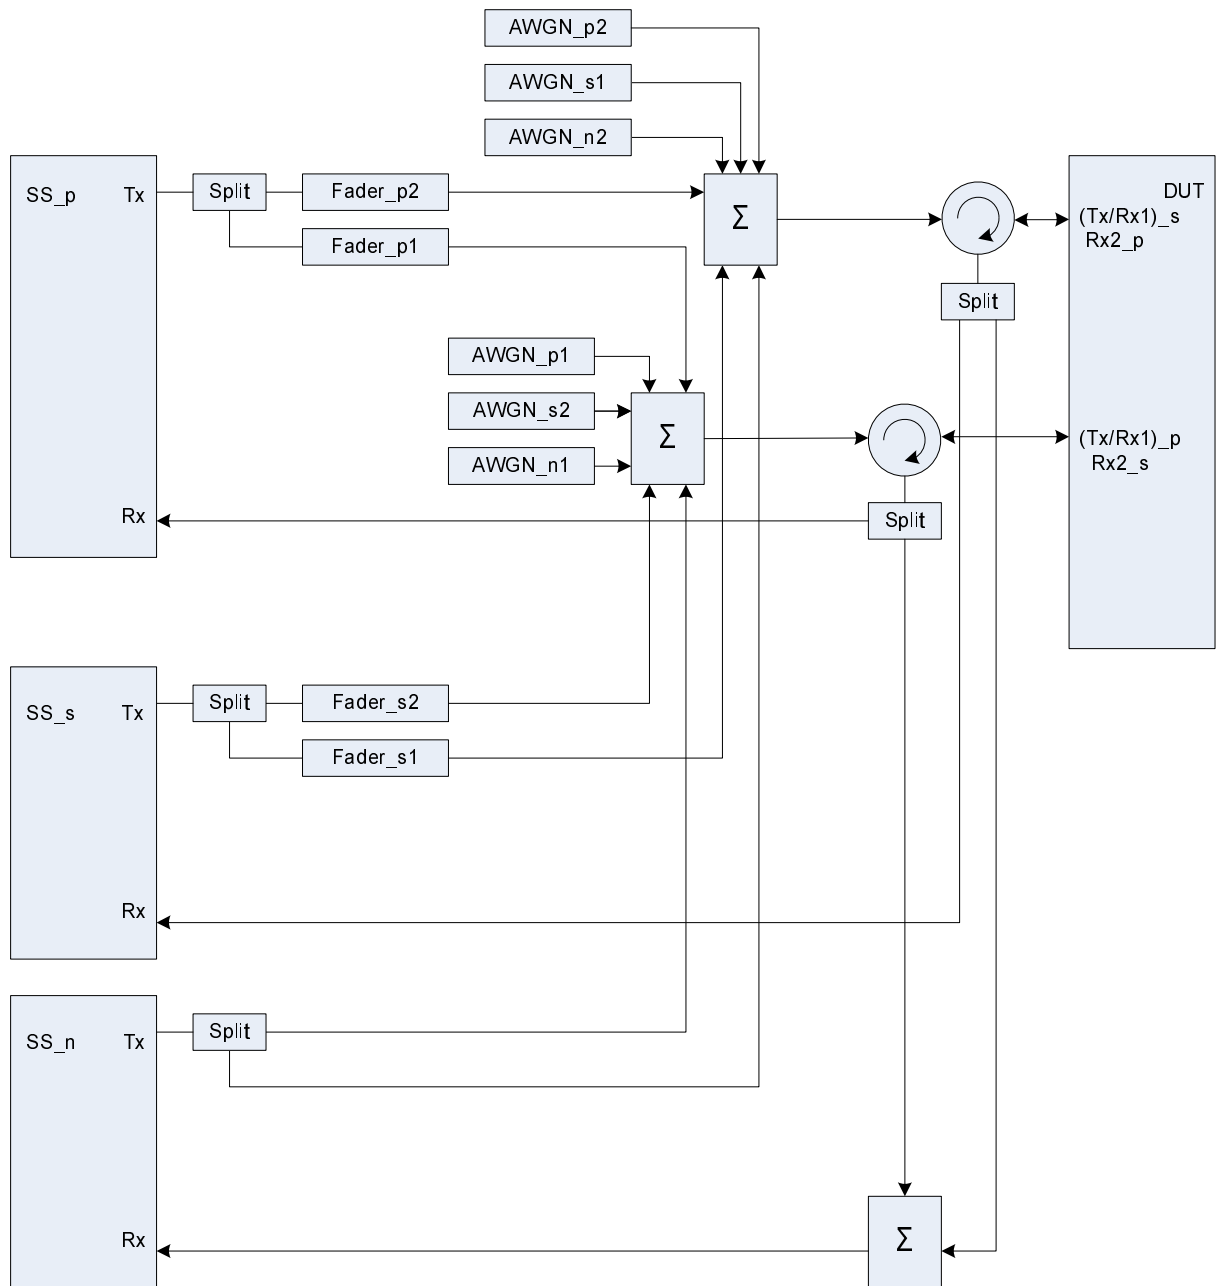 AWGN_p2
AWGN_s1
AWGN_n2
SS_p Tx
Split
Fader_p2
Fader_p1
Σ
DUT
(Tx/Rx1)_s
Rx2_p
Split
AWGN_p1
AWGN_s2
AWGN_n1
Σ
(Tx/Rx1)_p
Rx2_s
Rx
Split
SS_s Tx
Split
Fader_s2
Fader_s1
Rx
SS_n Tx
Split
Rx
Σ